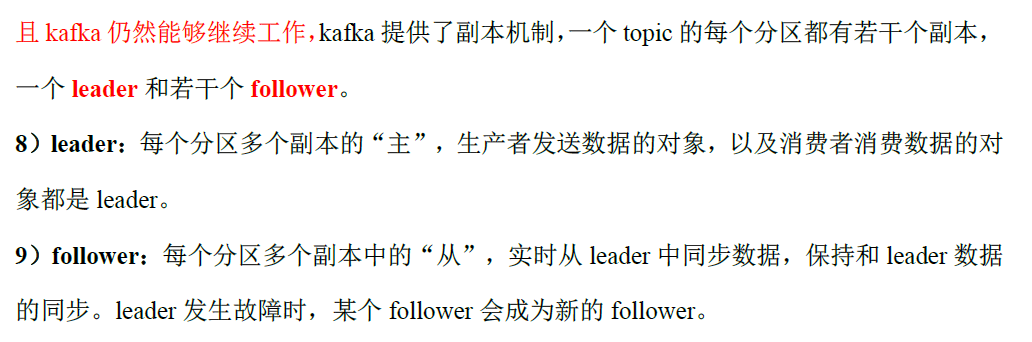 且 kafka 仍然能够继续工作，kafka 提供了副本机制，一个 topic 的每个分区都有若干个副本，
一个 leader 和若干个 follower。
8）leader：每个分区多个副本的“主”，生产者发送数据的对象，以及消费者消费数据的对
象都是 leader。
9）follower：每个分区多个副本中的“从”，实时从 leader 中同步数据，保持和 leader 数据
的同步。leader 发生故障时，某个 follower 会成为新的 follower。